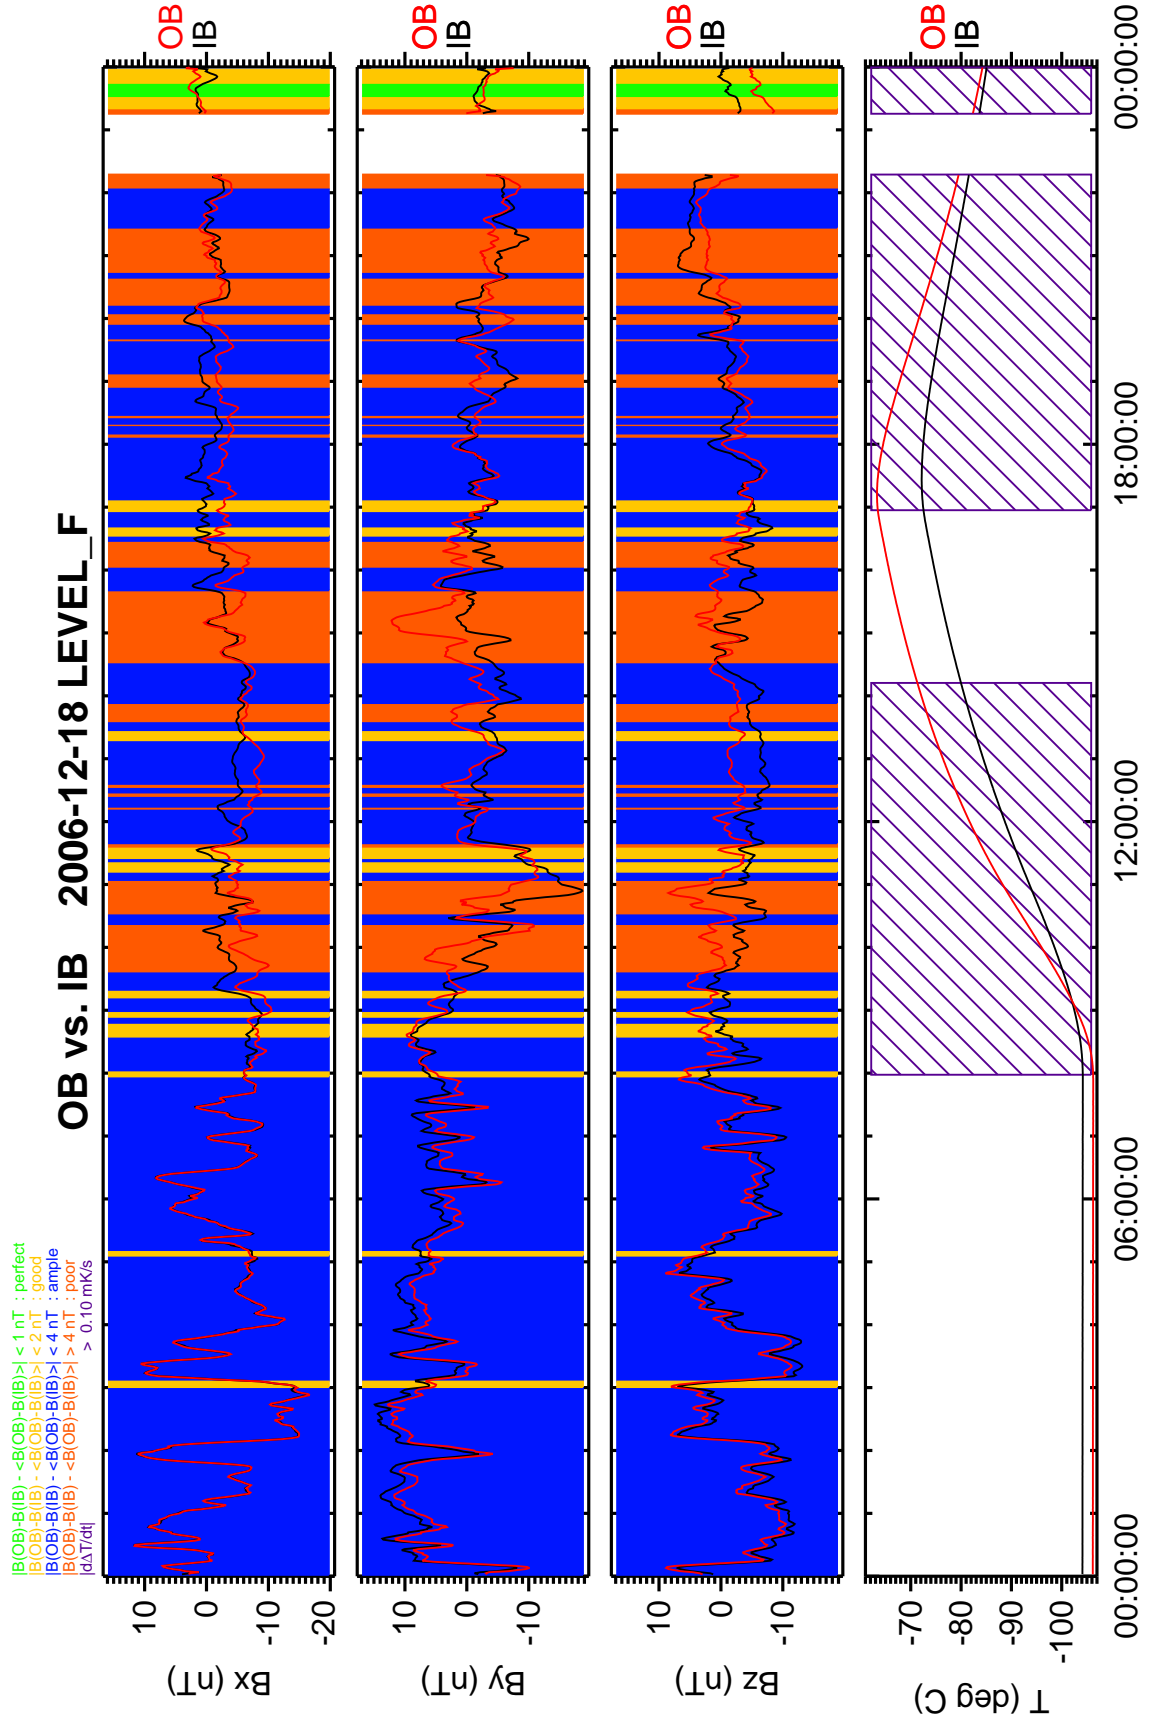 OB vs. IB 2006-12-18 LEVEL_F
|B(OB)-B(IB) - <B(OB)-B(IB)>| < 1 nT : perfect
|B(OB)-B(IB) - <B(OB)-B(IB)>| < 2 nT : good
|B(OB)-B(IB) - <B(OB)-B(IB)>| < 4 nT : ample
|B(OB)-B(IB) - <B(OB)-B(IB)>| > 4 nT : poor
|dΔT/dt| > 0.10 mK/s
Bx (nT)
10
0
-10
-20
OB
IB
By (nT)
10
0
-10
OB
IB
Bz (nT)
10
0
-10
OB
IB
T (deg C)
-70
-80
-90
-100
OB
IB
00:00:00
06:00:00
12:00:00
18:00:00
00:00:00